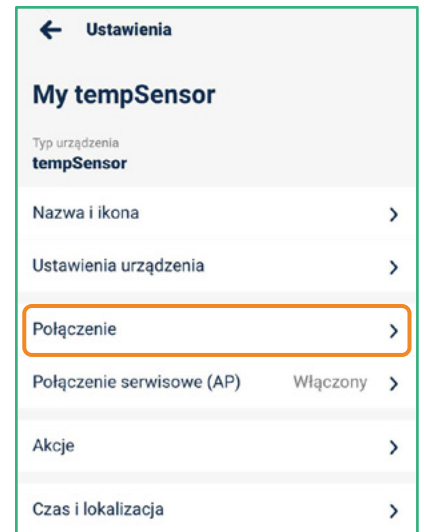 Ustawienia
My tempSensor
Typ urządzenia
tempSensor
Nazwa i ikona
Ustawienia urządzenia
Połączenie
Połączenie serwisowe (AP) Włączony
Akcje
Czas i lokalizacja